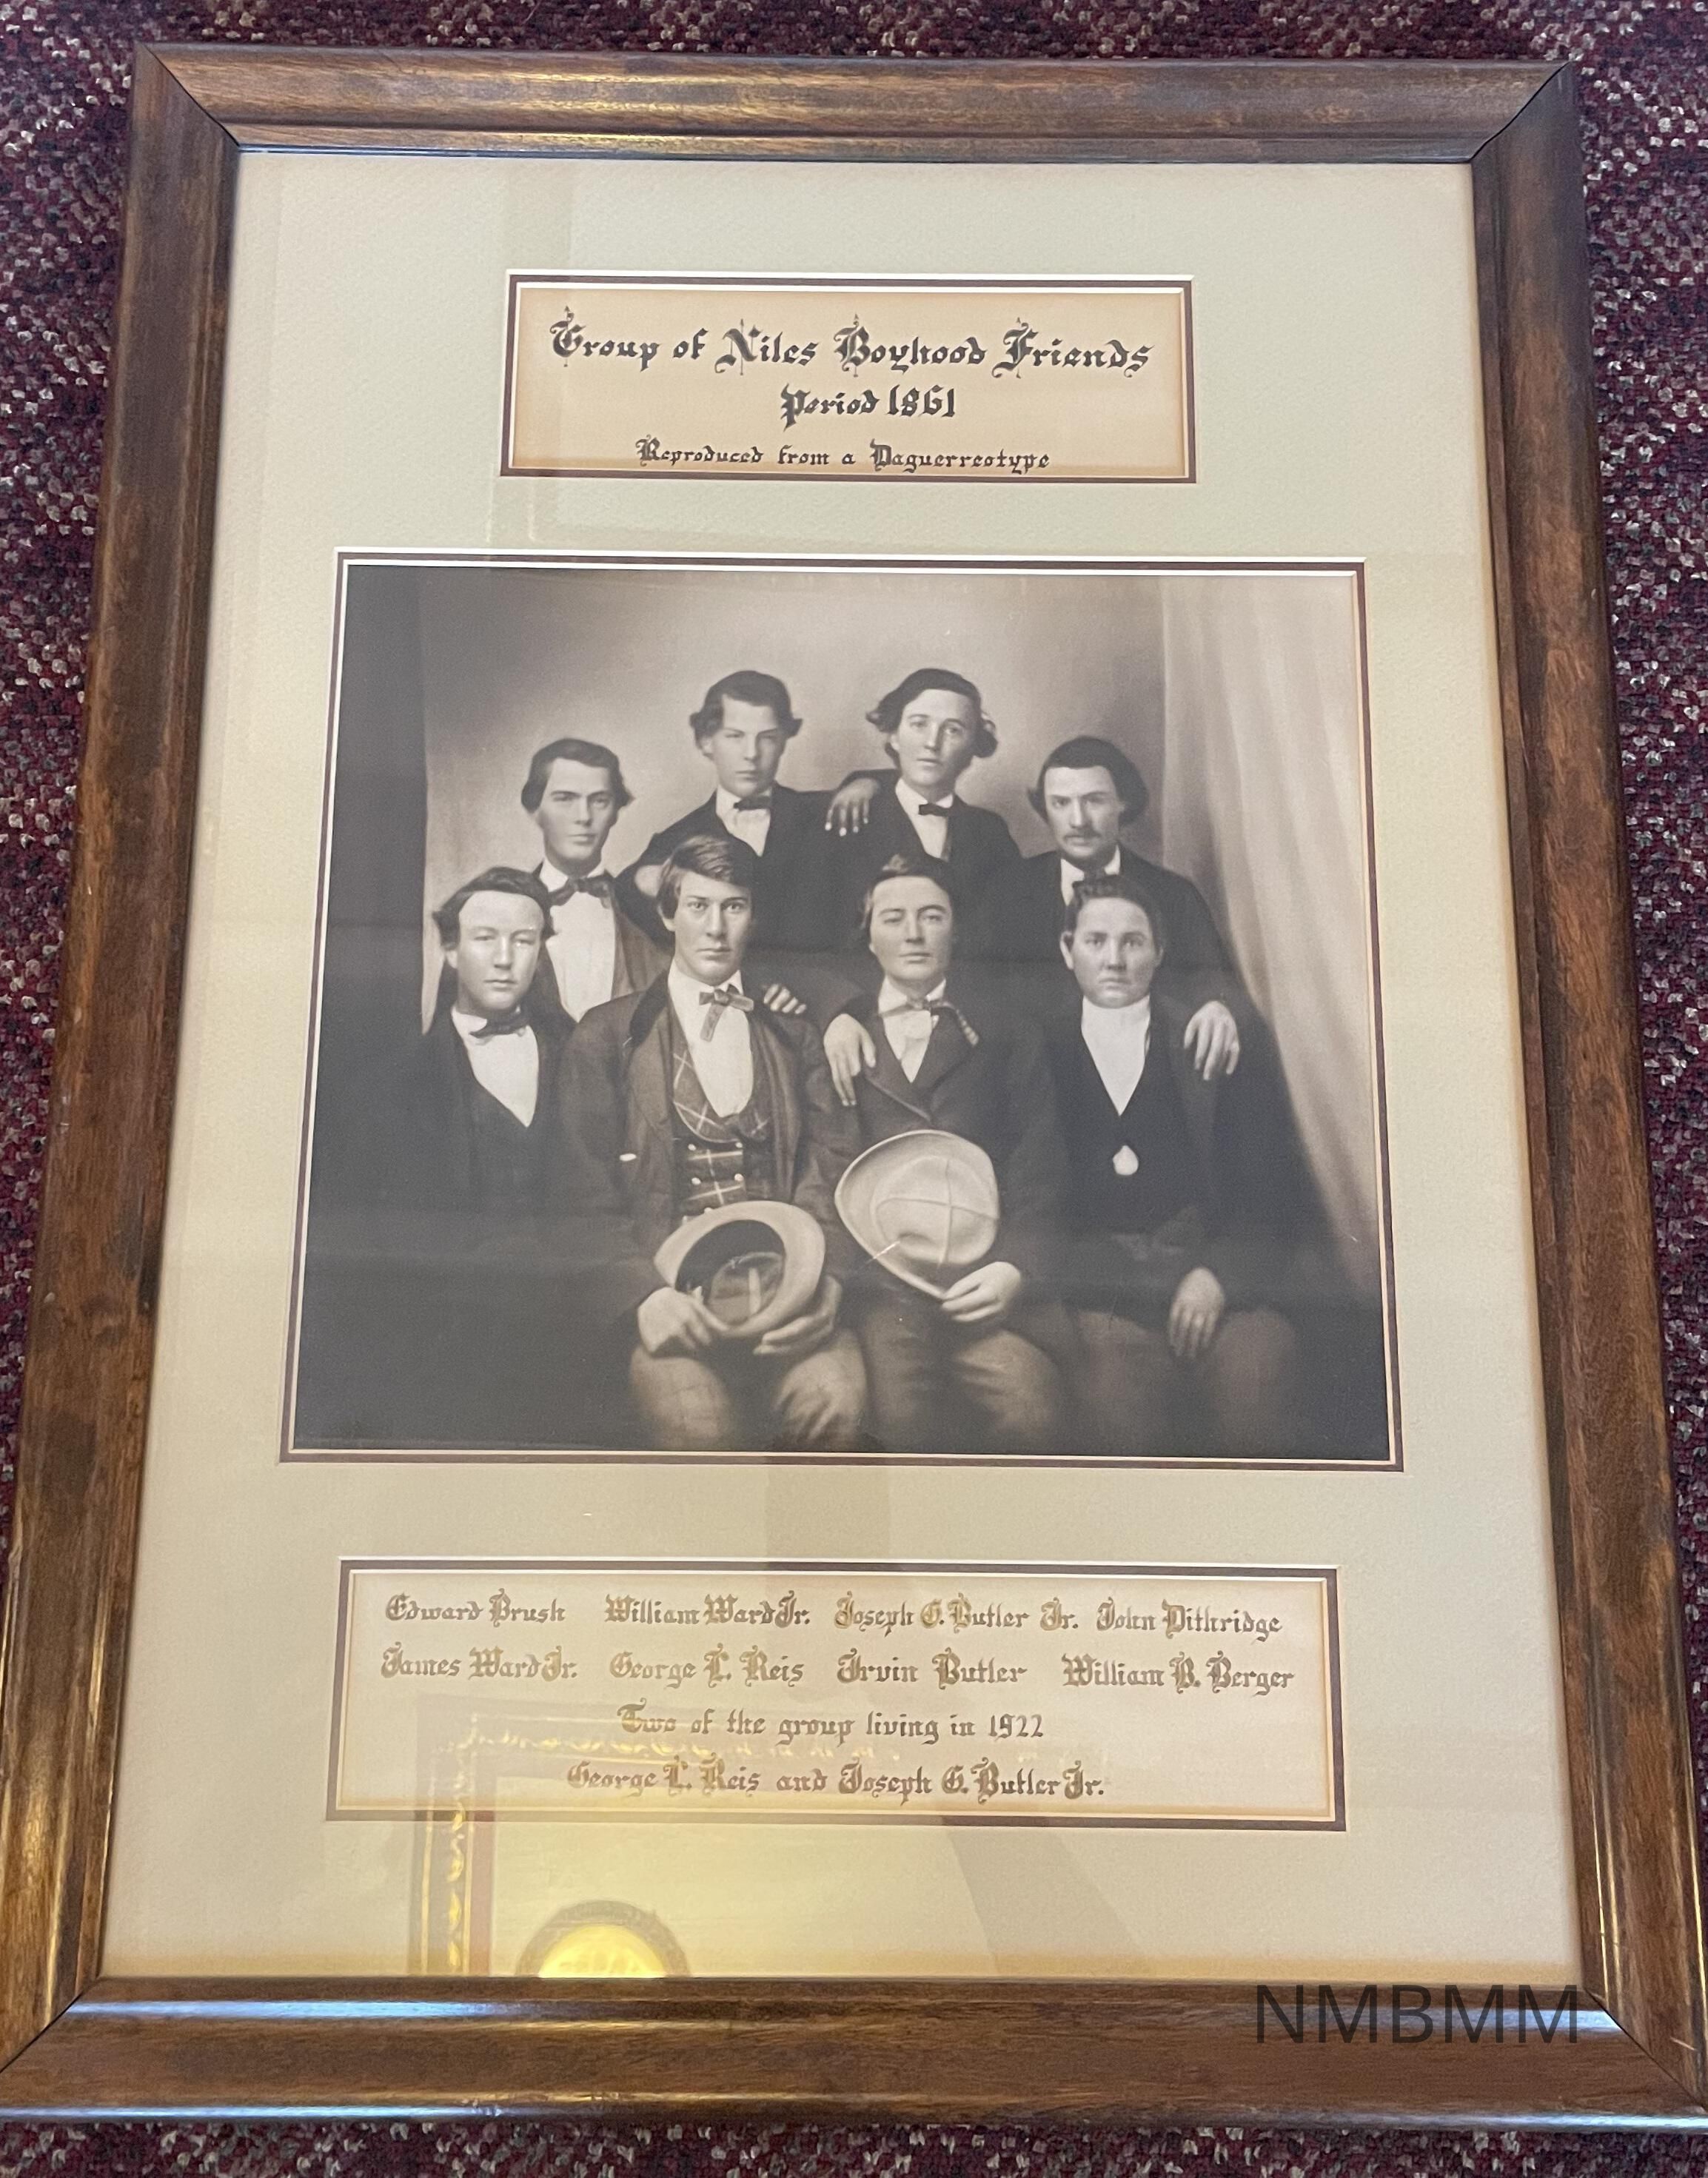 Group of Niles Boyhood Friends
Period 1861
Reproduced from a Daguerreotype
Edward Brush William Ward Jr. Joseph G. Butler Jr. John Dithridge
James Ward Jr. George L. Reis Irvin Butler William B. Berger
Two of the group living in 1922
George L. Reis and Joseph G. Butler Jr.
NMBMM